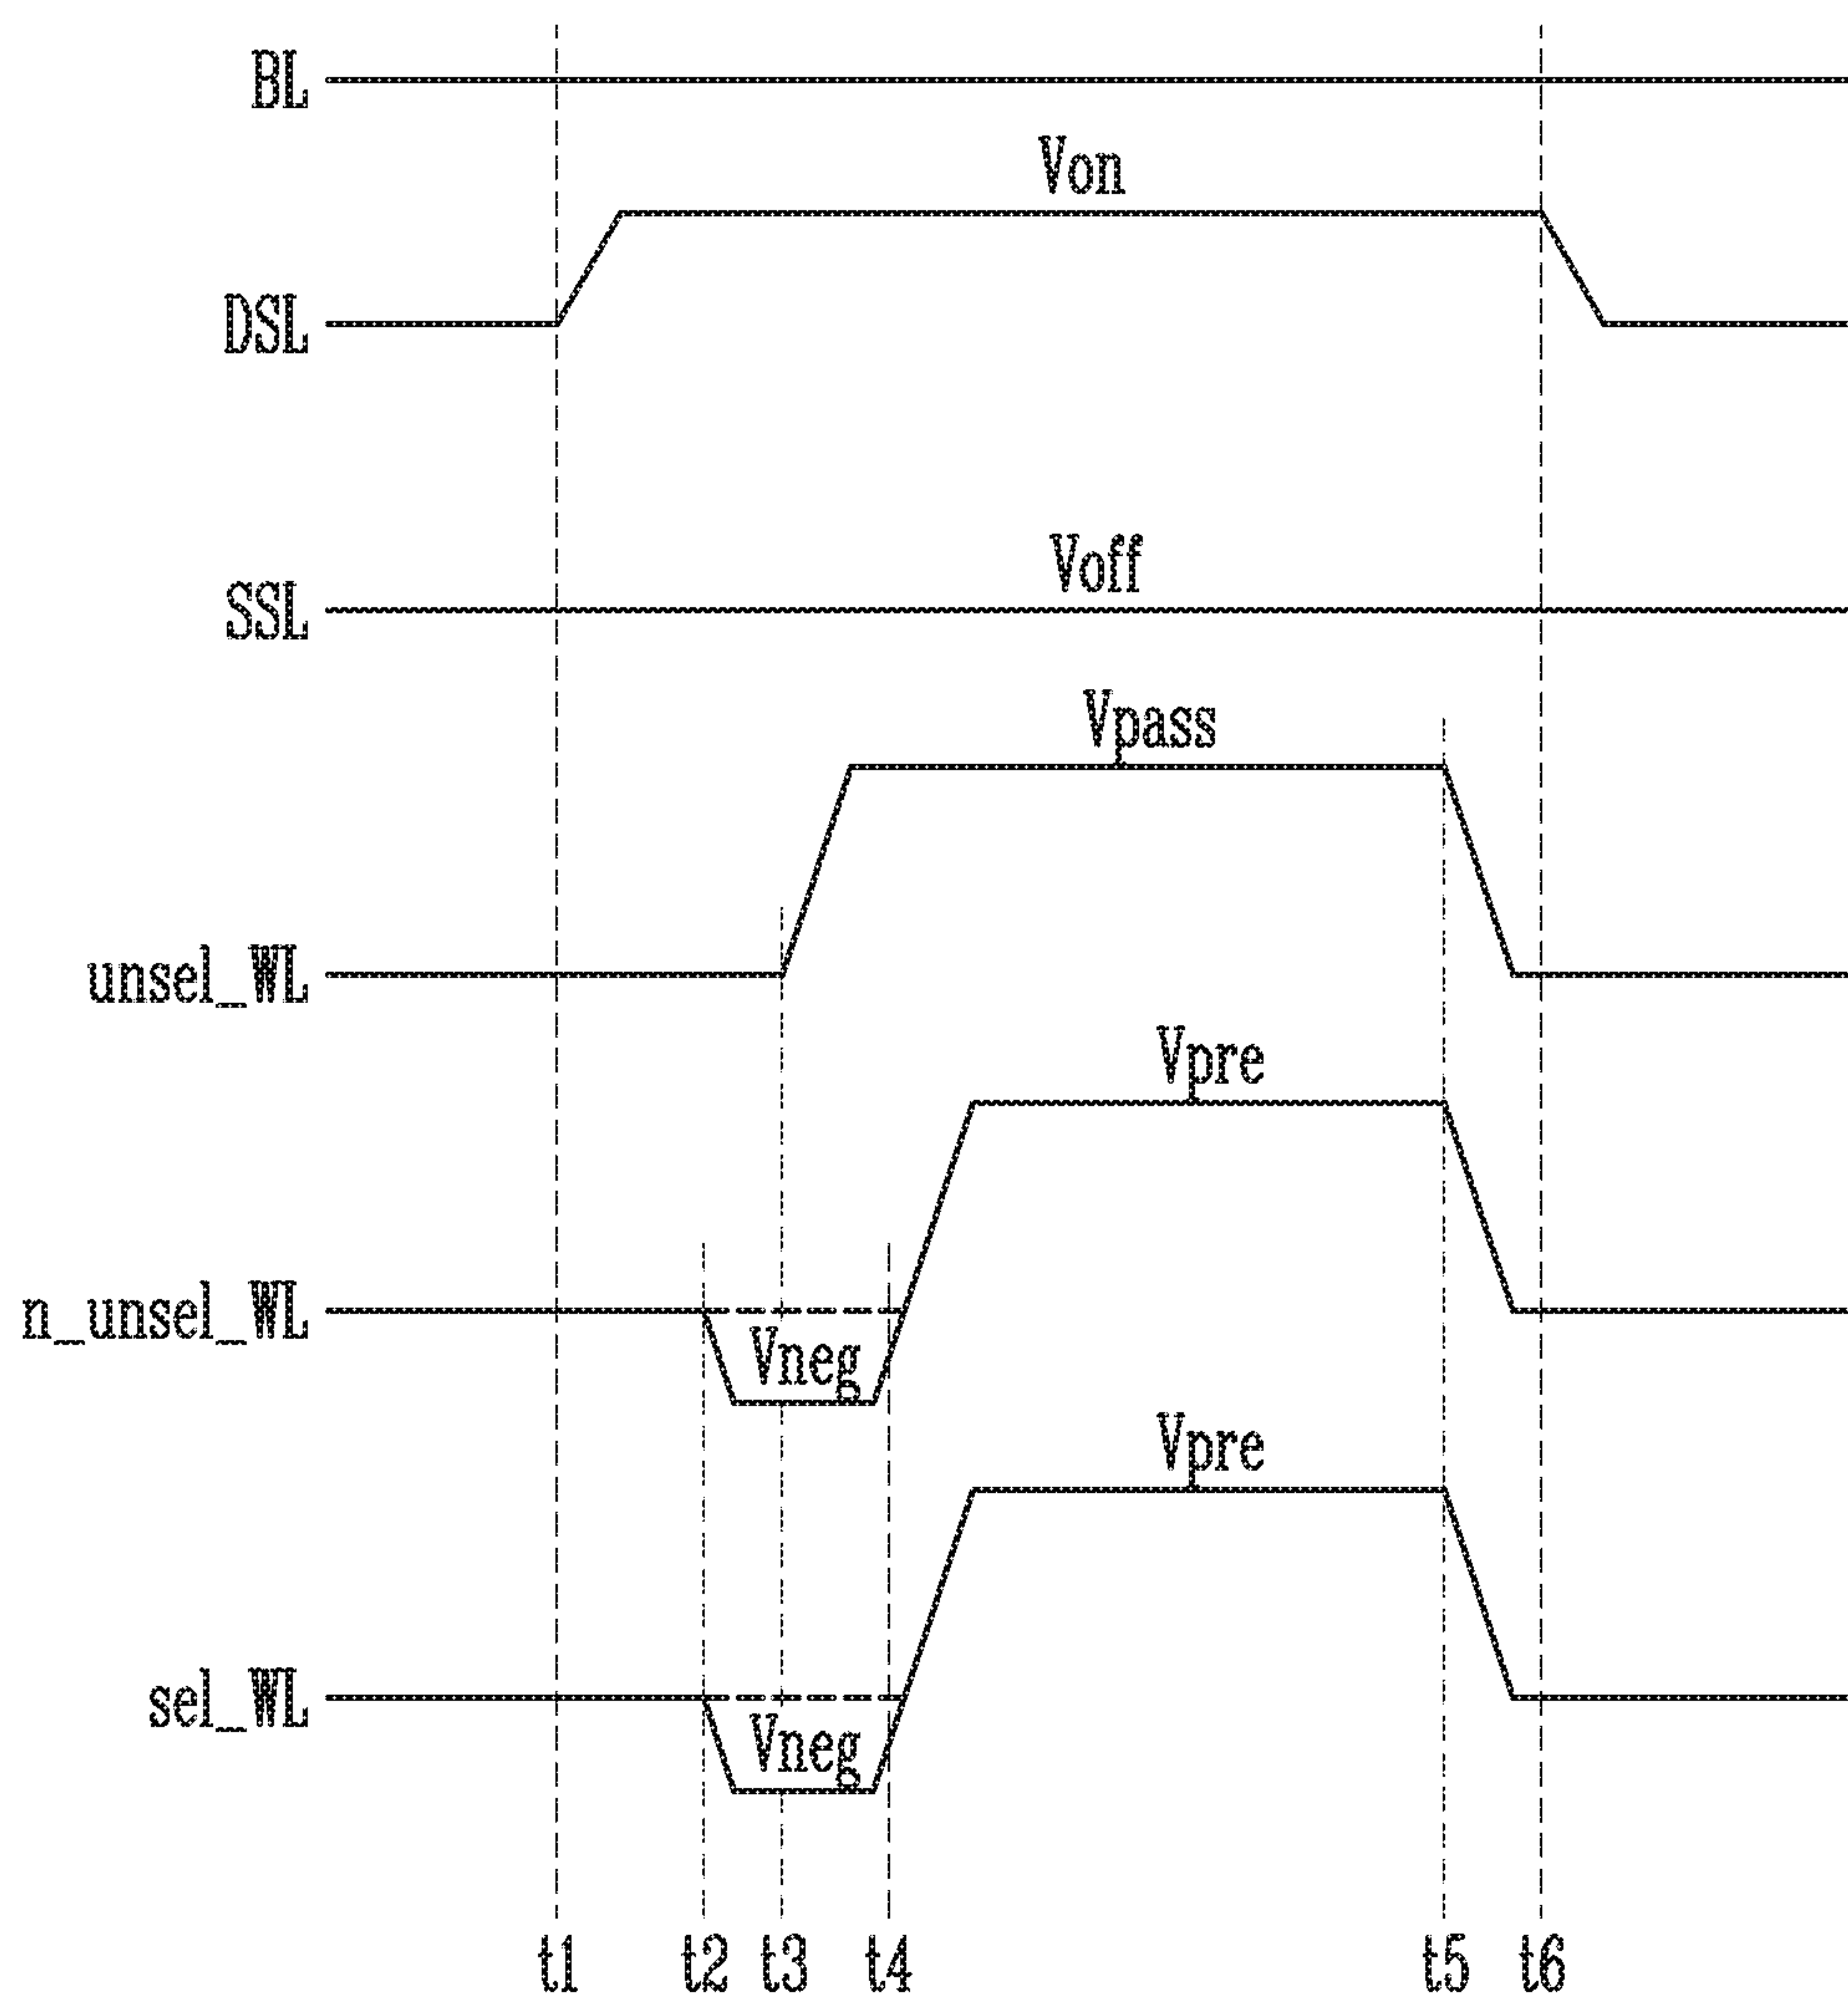 BL
Von
DSL
Voff
SSL
Vpass
unsel_WL
Vpre
n_unsel_WL
Vneg
Vpre
sel_WL
Vneg
t1 t2 t3 t4 t5 t6